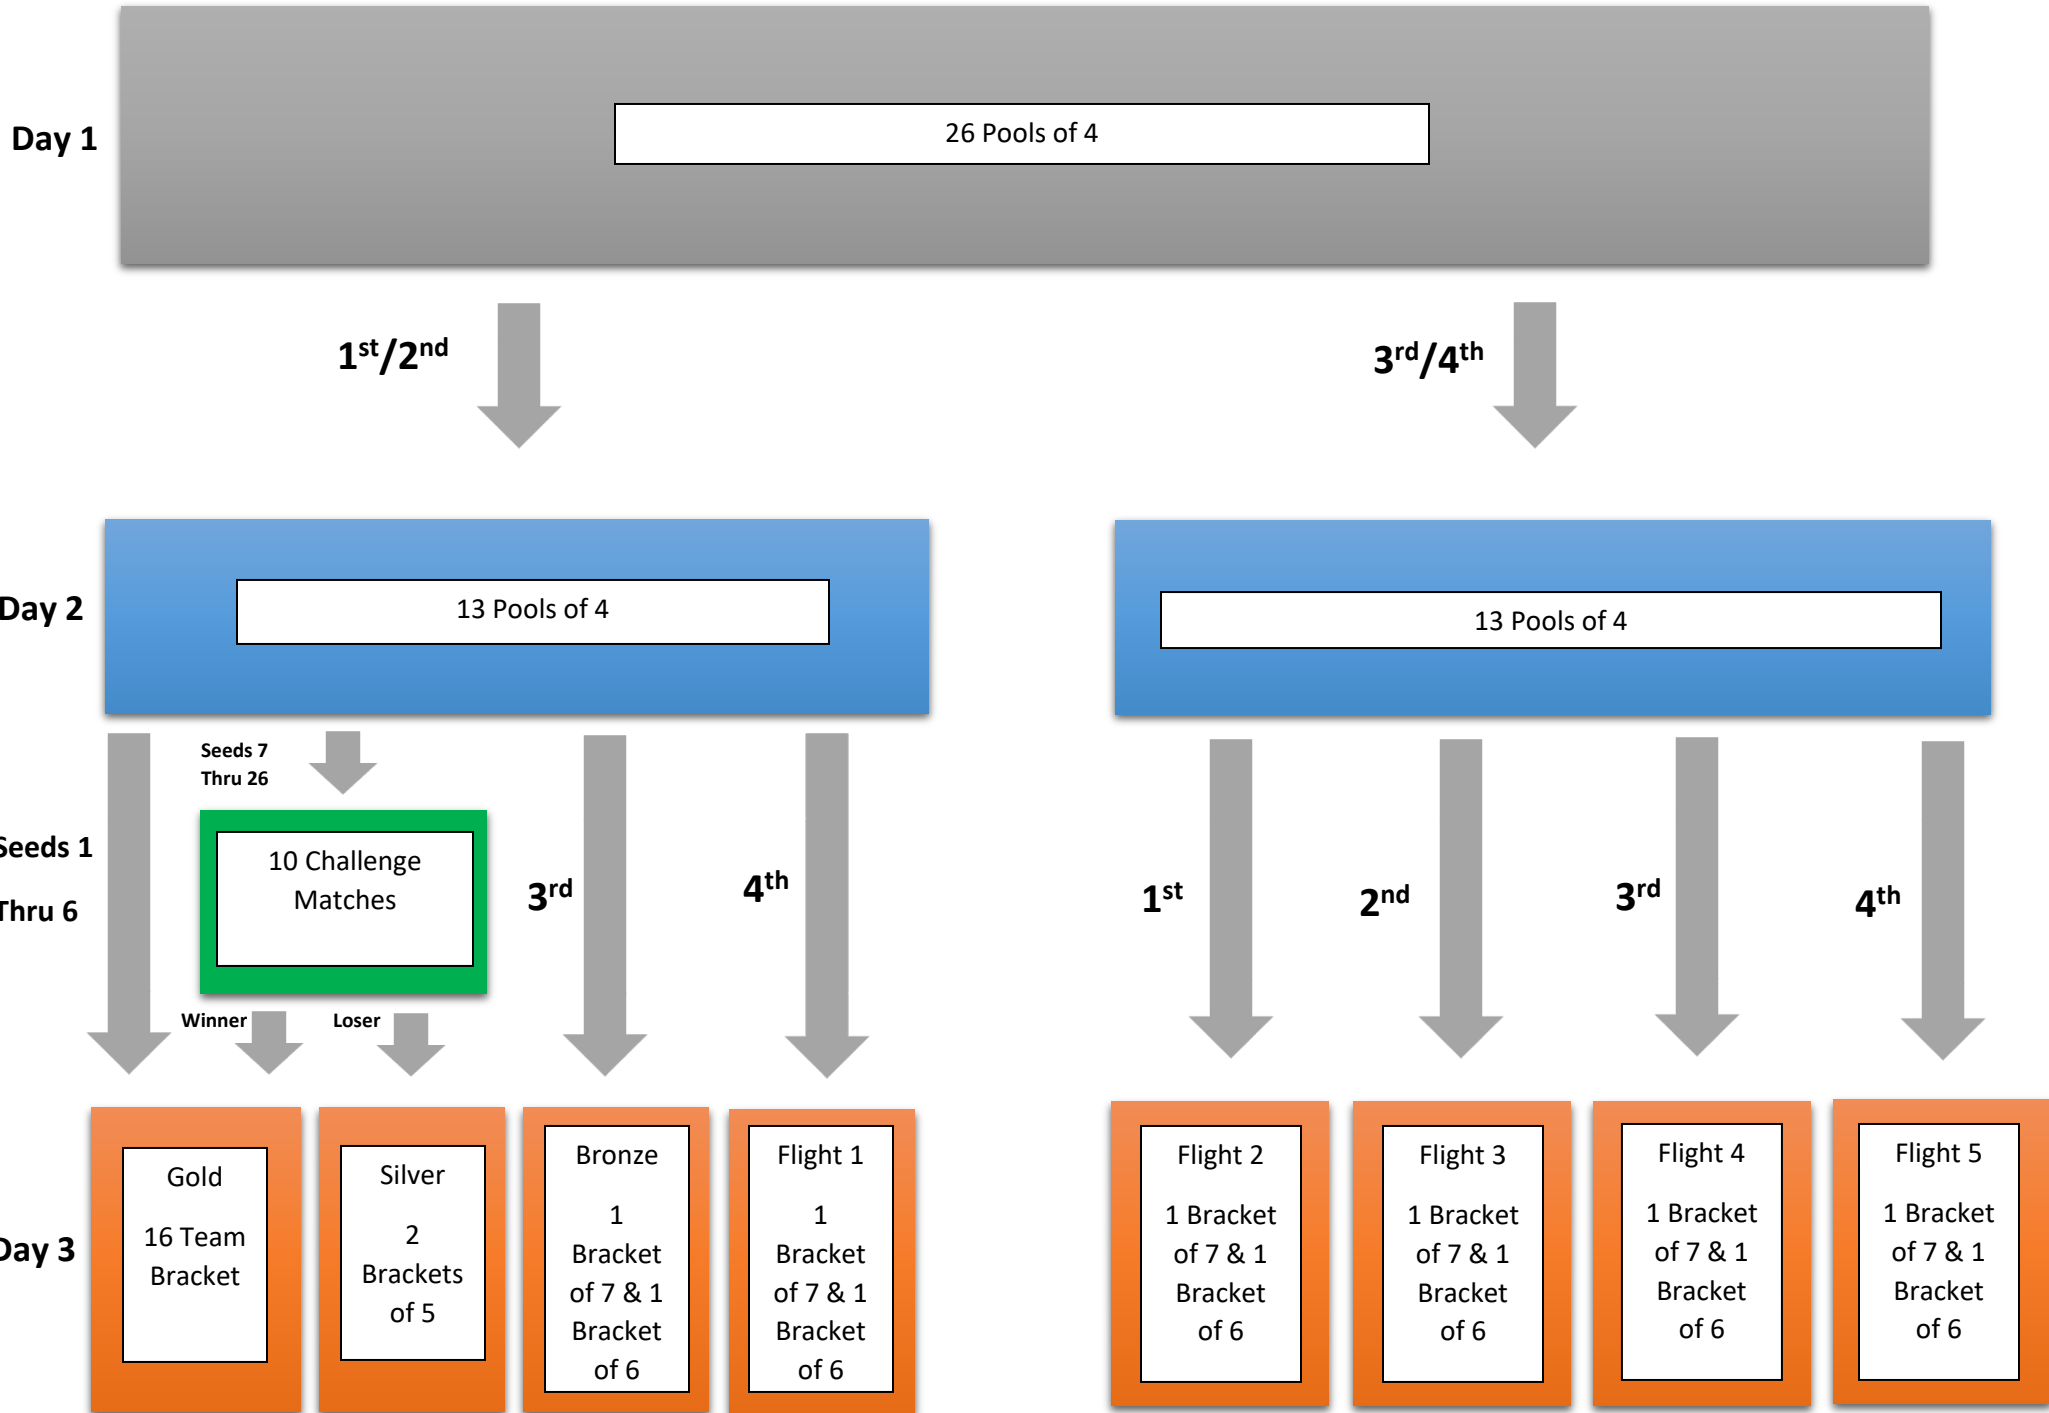 Day 1
26 Pools of 4
1st/2nd
3rd/4th
Day 2
13 Pools of 4
13 Pools of 4
Seeds 7
Thru 26
Seeds 1
Thru 6
10 Challenge
Matches
3rd
4th
1st
2nd
3rd
4th
Winner
Loser
Day 3
Gold
16 Team
Bracket
Silver
2
Brackets
of 5
Bronze
1
Bracket
of 7 & 1
Bracket
of 6
Flight 1
1
Bracket
of 7 & 1
Bracket
of 6
Flight 2
1 Bracket
of 7 & 1
Bracket
of 6
Flight 3
1 Bracket
of 7 & 1
Bracket
of 6
Flight 4
1 Bracket
of 7 & 1
Bracket
of 6
Flight 5
1 Bracket
of 7 & 1
Bracket
of 6